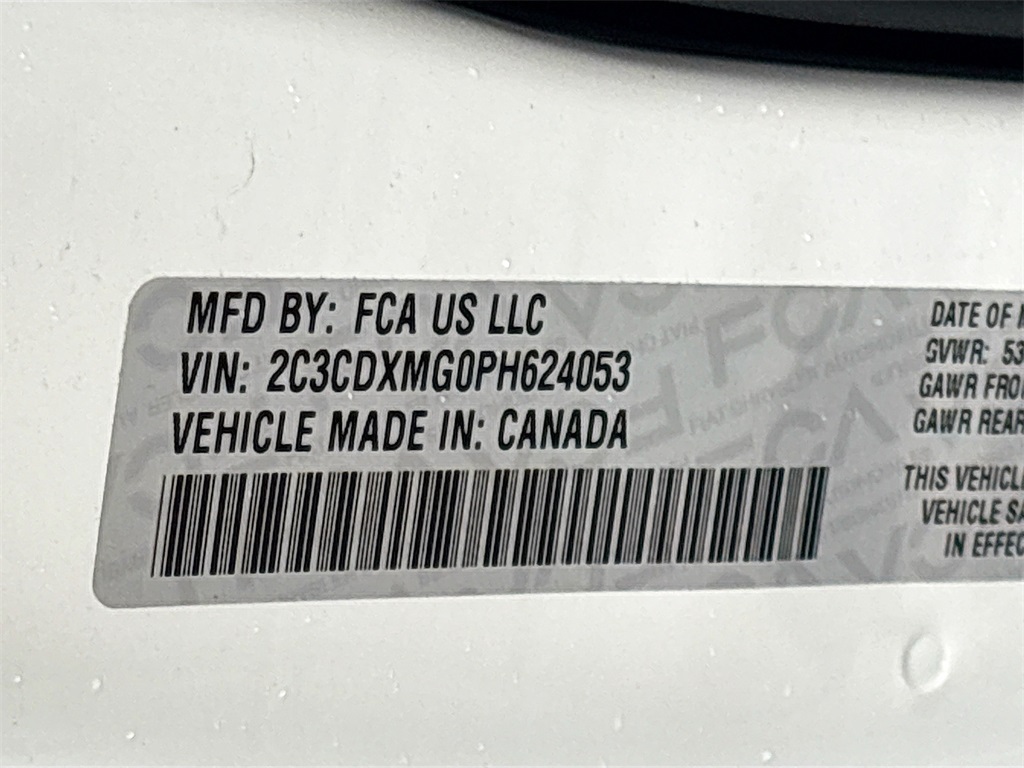 MFD BY: FCA US LLC
VIN: 2C3CDXMG0PH624053
VEHICLE MADE IN: CANADA
DATE OF
GVWR: 53
GAWR FRO
GAWR REAR
THIS VEHICL
VEHICLE SA
IN EFFEC